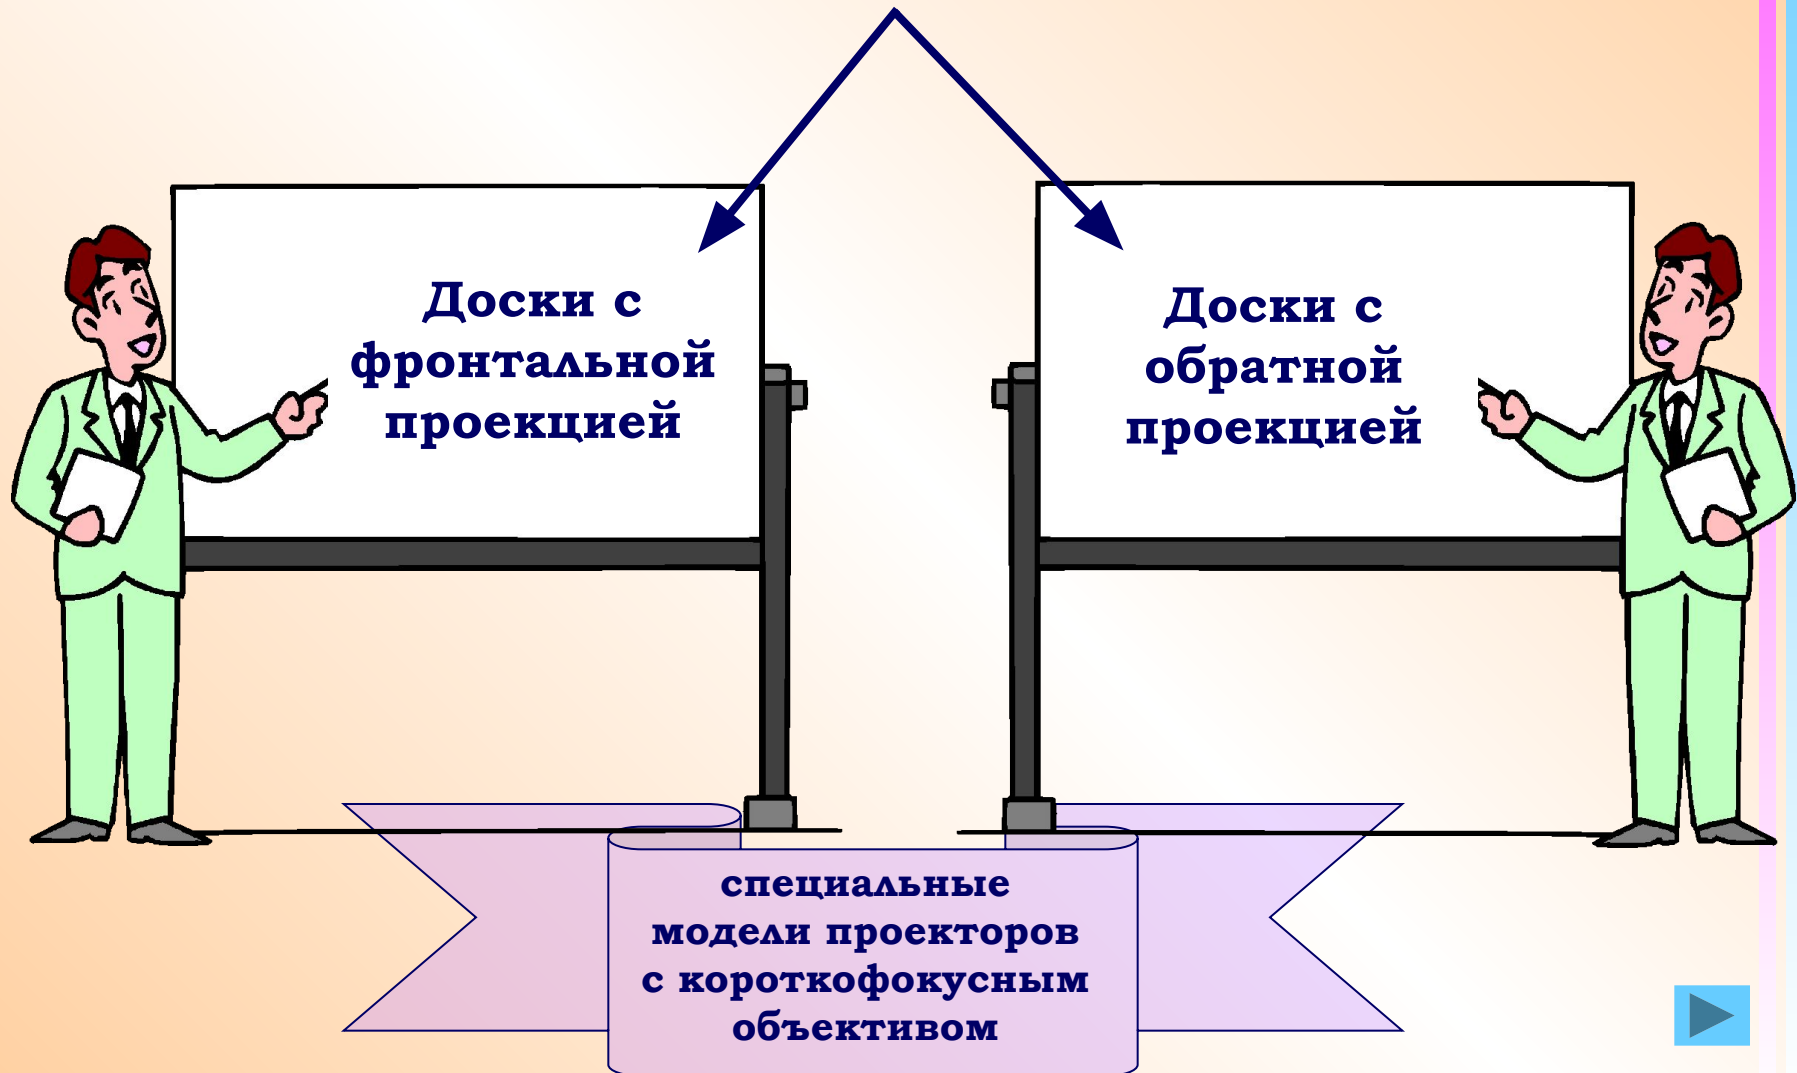 Доски с
фронтальной
проекцией
Доски с
обратной
проекцией
специальные
модели проекторов
с короткофокусным
объективом